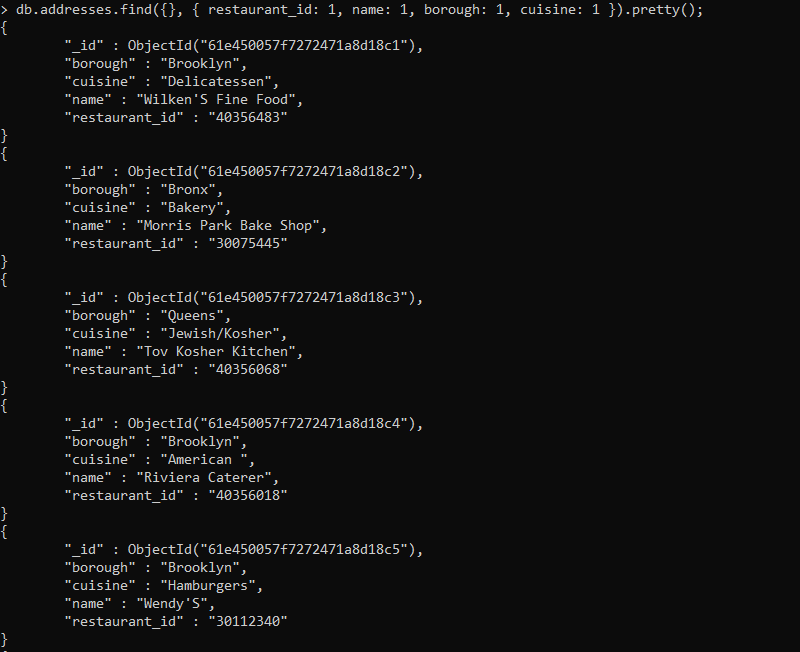 > db.addresses.find({}, { restaurant_id: 1, name: 1, borough: 1, cuisine: 1 }).pretty();
{
        "_id" : ObjectId("61e450057f7272471a8d18c1"),
        "borough" : "Brooklyn",
        "cuisine" : "Delicatessen",
        "name" : "Wilken'S Fine Food",
        "restaurant_id" : "40356483"
}
{
        "_id" : ObjectId("61e450057f7272471a8d18c2"),
        "borough" : "Bronx",
        "cuisine" : "Bakery",
        "name" : "Morris Park Bake Shop",
        "restaurant_id" : "30075445"
}
{
        "_id" : ObjectId("61e450057f7272471a8d18c3"),
        "borough" : "Queens",
        "cuisine" : "Jewish/Kosher",
        "name" : "Tov Kosher Kitchen",
        "restaurant_id" : "40356068"
}
{
        "_id" : ObjectId("61e450057f7272471a8d18c4"),
        "borough" : "Brooklyn",
        "cuisine" : "American ",
        "name" : "Riviera Caterer",
        "restaurant_id" : "40356018"
}
{
        "_id" : ObjectId("61e450057f7272471a8d18c5"),
        "borough" : "Brooklyn",
        "cuisine" : "Hamburgers",
        "name" : "Wendy'S",
        "restaurant_id" : "30112340"
}